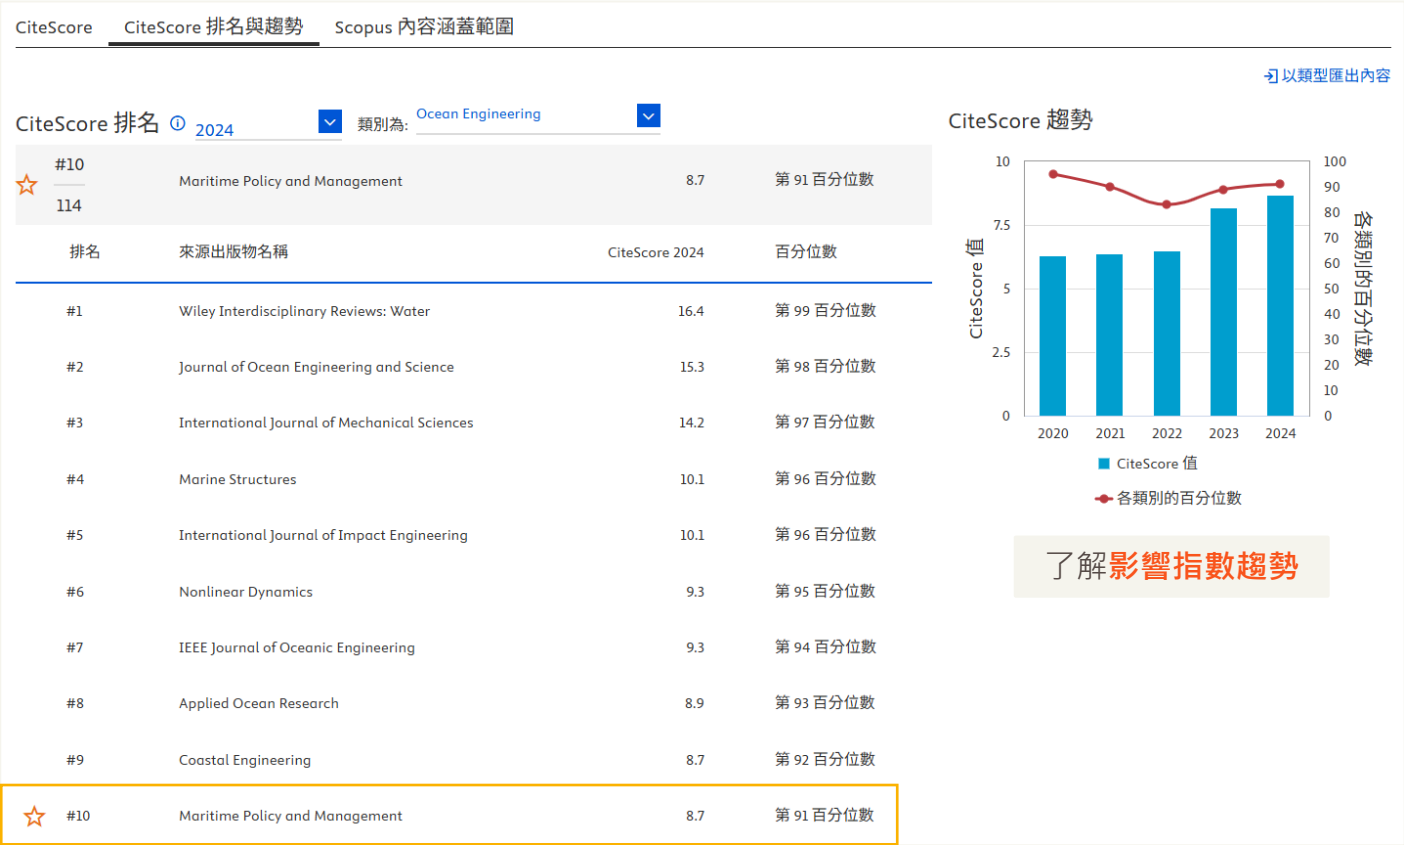 CiteScore CiteScore 排名與趨勢 Scopus 內容涵蓋範圍
以類型匯出內容
CiteScore 排名 2024 類別為: Ocean Engineering
#10
114
Maritime Policy and Management 8.7 第 91 百分位數
排名 來源出版物名稱 CiteScore 2024 百分位數
#1 Wiley Interdisciplinary Reviews: Water 16.4 第 99 百分位數
#2 Journal of Ocean Engineering and Science 15.3 第 98 百分位數
#3 International Journal of Mechanical Sciences 14.2 第 97 百分位數
#4 Marine Structures 10.1 第 96 百分位數
#5 International Journal of Impact Engineering 10.1 第 96 百分位數
#6 Nonlinear Dynamics 9.3 第 95 百分位數
#7 IEEE Journal of Oceanic Engineering 9.3 第 94 百分位數
#8 Applied Ocean Research 8.9 第 93 百分位數
#9 Coastal Engineering 8.7 第 92 百分位數
#10 Maritime Policy and Management 8.7 第 91 百分位數
CiteScore 趨勢
CiteScore 值
10
7.5
5
2.5
0
100
90
80
70
60
50
40
30
20
10
0
各類別的百分位數
2020 2021 2022 2023 2024
CiteScore 值
各類別的百分位數
了解影響指數趨勢